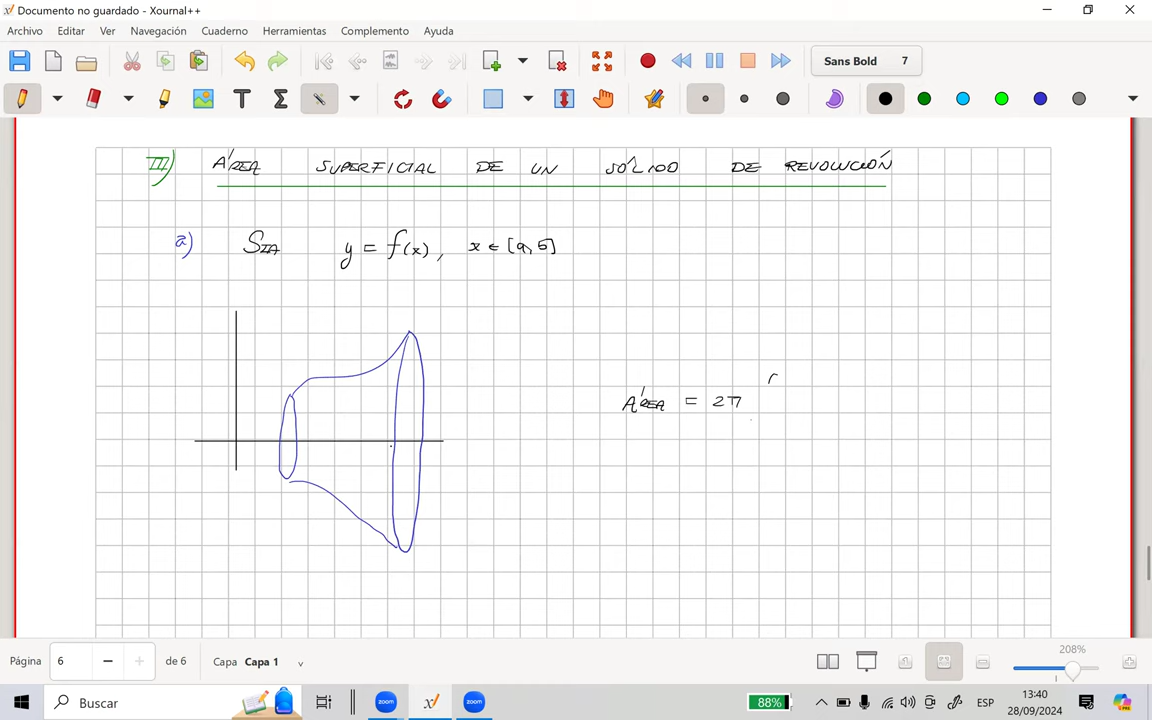 Documento no guardado - Xournal++
Archivo Editar Ver Navegación Cuaderno Herramientas Complemento Ayuda
Sans Bold 7
III) ÁREA SUPERFICIAL DE UN SÓLIDO DE REVOLUCIÓN
a) SEA y = f(x), x ∈ [a,b]
ÁREA = 2π
Página 6 de 6 Capa Capa 1
208%
Buscar
zoom
zoom
88%
ESP
13:40
28/09/2024